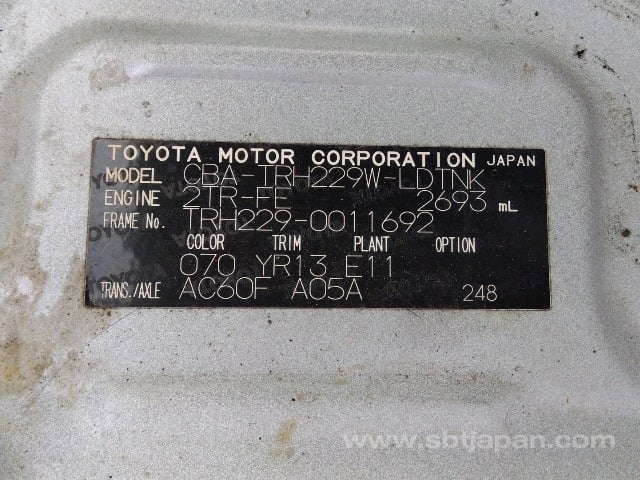 TOYOTA MOTOR CORPORATION JAPAN
MODEL CBA-TRH229W-LDTNK
ENGINE 2TR-FE 2693 mL
FRAME No. TRH229-0011692
COLOR TRIM PLANT OPTION
070 YR13 E11
TRANS./AXLE AC60F A05A 248
www.sbtjapan.com